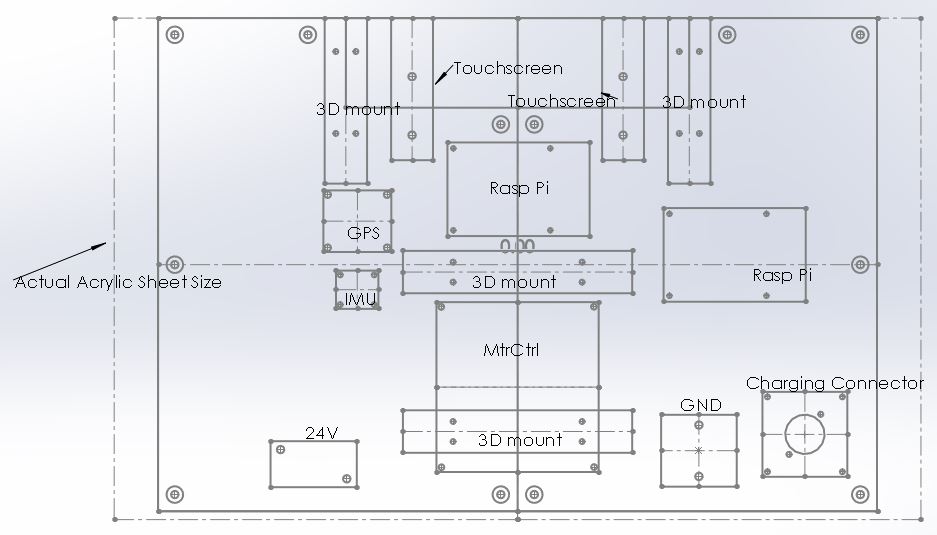 Touchscreen
Touchscreen
3D mount
3D mount
Rasp Pi
GPS
Rasp Pi
Actual Acrylic Sheet Size
3D mount
IMU
MtrCtrl
Charging Connector
GND
24V
3D mount